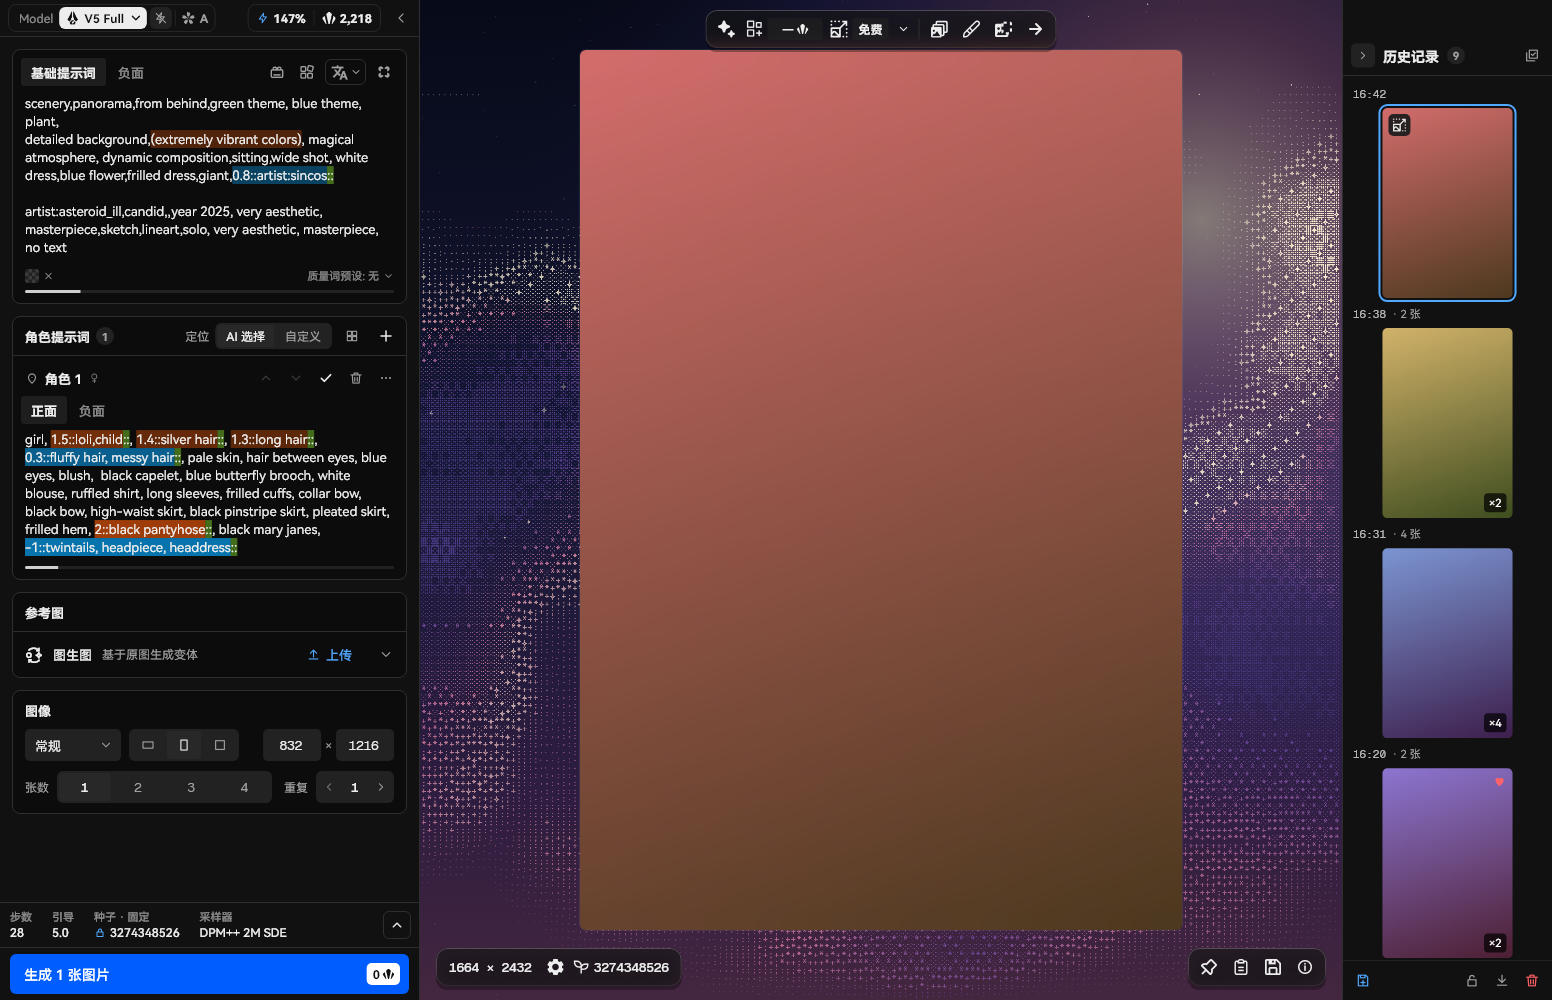 Model
V5 Full
A
147%
2,218
基础提示词
负面
scenery,panorama,from behind,green theme, blue theme,
plant,
detailed background,(extremely vibrant colors), magical
atmosphere, dynamic composition,sitting,wide shot, white
dress,blue flower,frilled dress,giant,0.8::artist:sincos::
artist:asteroid_ill,candid,,year 2025, very aesthetic,
masterpiece,sketch,lineart,solo, very aesthetic, masterpiece,
no text
质量词预设: 无
角色提示词 1
定位
AI 选择
自定义
角色 1
正面
负面
girl, 1.5::loli,child::, 1.4::silver hair::, 1.3::long hair::,
0.3::fluffy hair, messy hair::, pale skin, hair between eyes, blue
eyes, blush,  black capelet, blue butterfly brooch, white
blouse, ruffled shirt, long sleeves, frilled cuffs, collar bow,
black bow, high-waist skirt, black pinstripe skirt, pleated skirt,
frilled hem, 2::black pantyhose::, black mary janes,
-1::twintails, headpiece, headdress::
参考图
图生图 基于原图生成变体
上传
图像
常规
832 × 1216
张数 1 2 3 4
重复 1
步数 引导 种子 · 固定 采样器
28 5.0 3274348526 DPM++ 2M SDE
生成 1 张图片
0
免费
1664 × 2432
3274348526
历史记录 9
16:42
16:38 · 2 张
×2
16:31 · 4 张
×4
16:20 · 2 张
×2